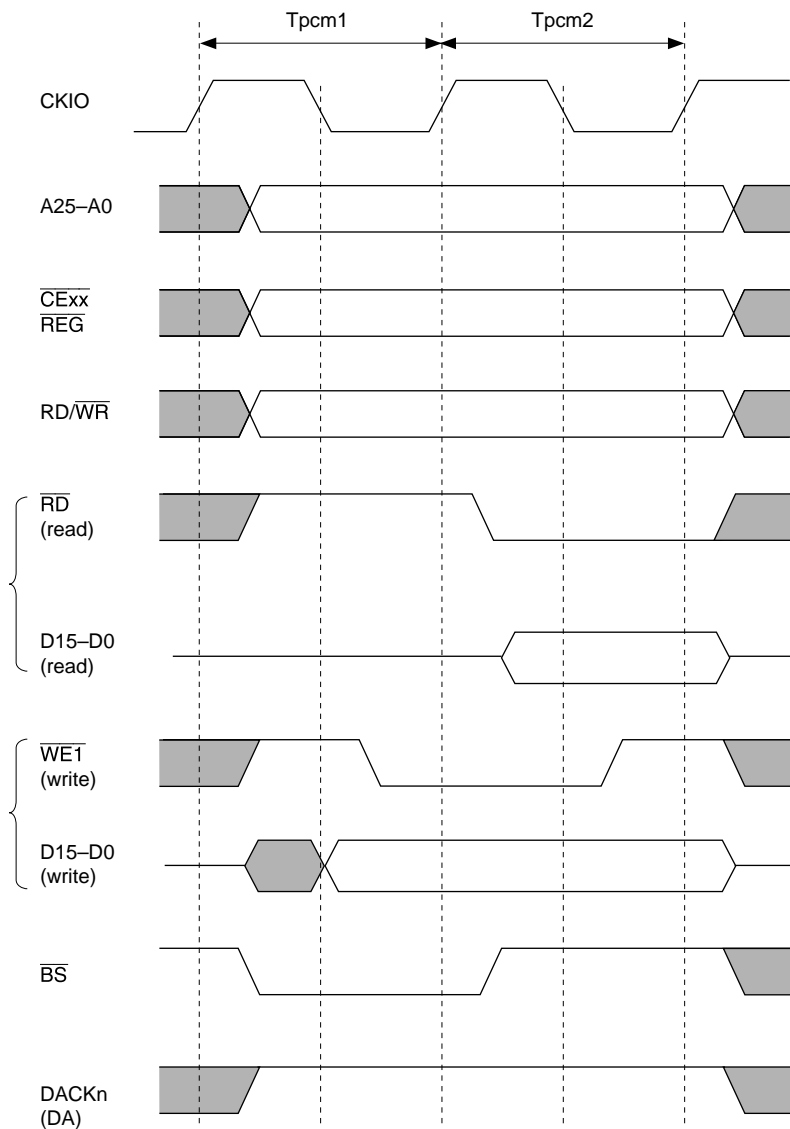 Tpcm1 Tpcm2
CKIO
A25–A0
CExx
REG
RD/WR
RD
(read)
D15–D0
(read)
WE1
(write)
D15–D0
(write)
BS
DACKn
(DA)